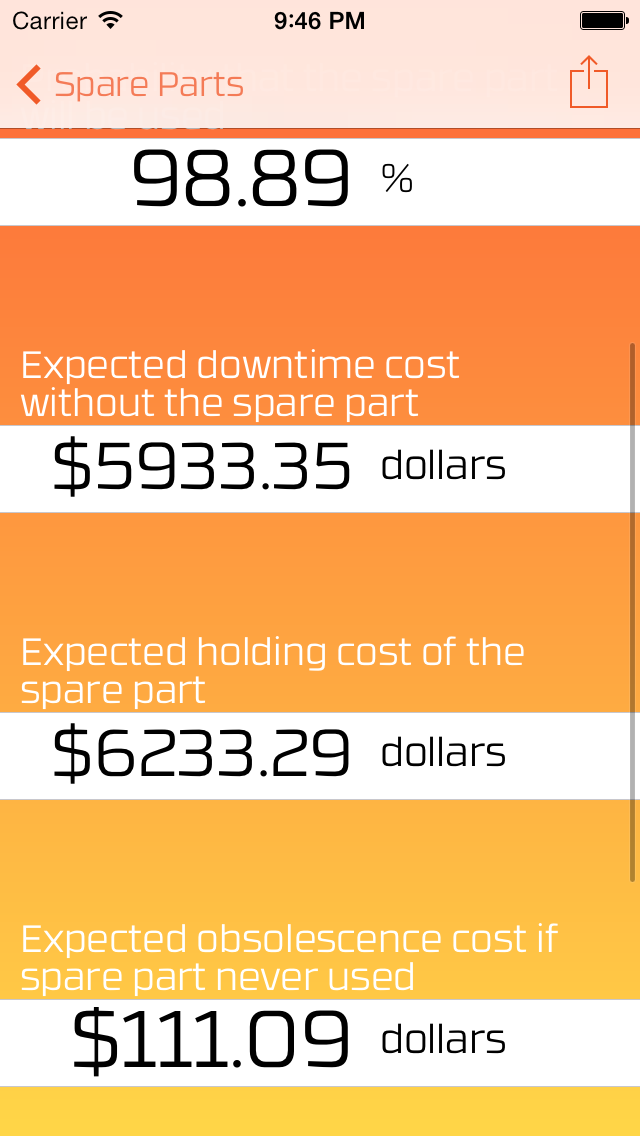 Carrier 9:46 PM
Spare Parts
will be used
98.89 %
Expected downtime cost
without the spare part
$5933.35 dollars
Expected holding cost of the
spare part
$6233.29 dollars
Expected obsolescence cost if
spare part never used
$111.09 dollars